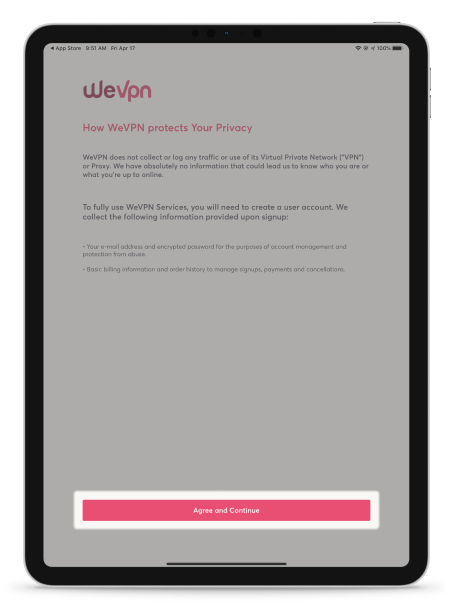 App Store 9:51 AM Fri Apr 17 100%
WeVpn
How WeVPN protects Your Privacy
WeVPN does not collect or log any traffic or use of its Virtual Private Network ("VPN")
or Proxy. We have absolutely no information that could lead us to know who you are or
what you're up to online.
To fully use WeVPN Services, you will need to create a user account. We
collect the following information provided upon signup:
• Your e-mail address and encrypted password for the purposes of account management and
protection from abuse.
• Basic billing information and order history to manage signups, payments and cancellations.
Agree and Continue